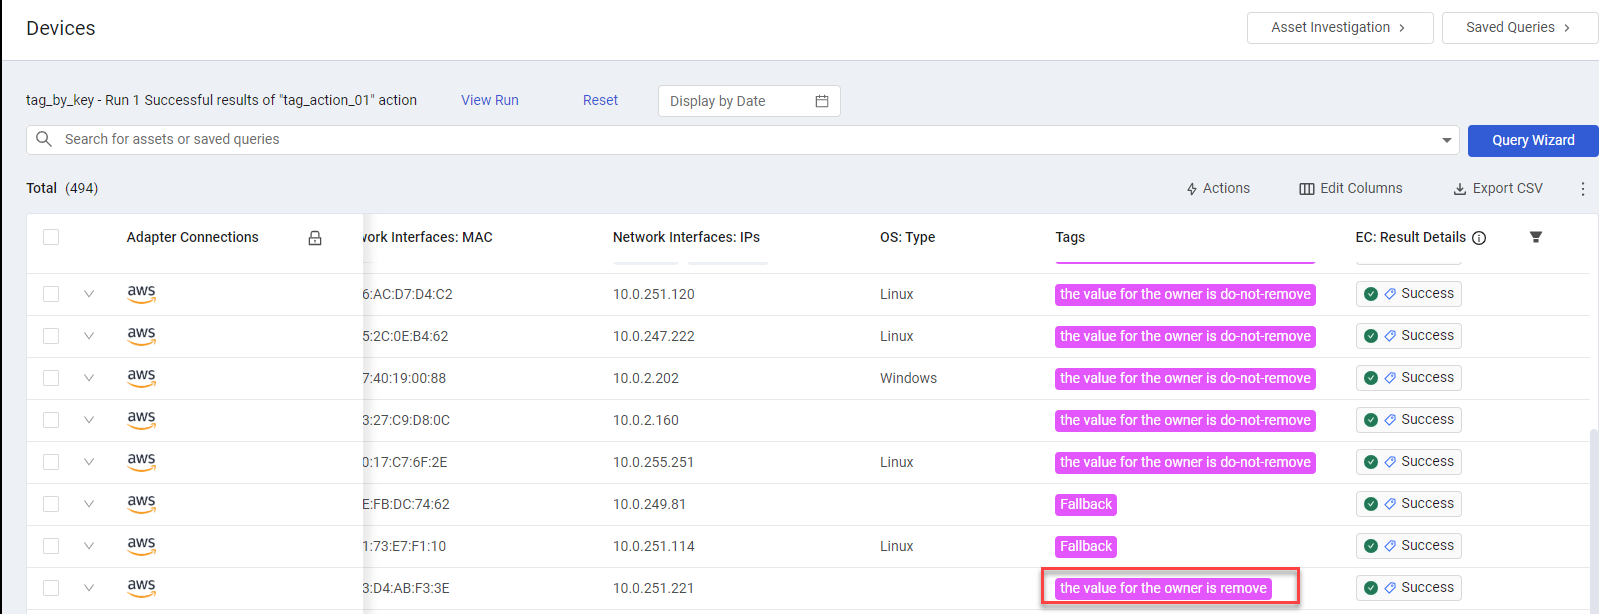 Devices
Asset Investigation
Saved Queries
tag_by_key - Run 1 Successful results of "tag_action_01" action View Run Reset Display by Date
Search for assets or saved queries Query Wizard
Total (494) Actions Edit Columns Export CSV
Adapter Connections work Interfaces: MAC Network Interfaces: IPs OS: Type Tags EC: Result Details
aws 6:AC:D7:D4:C2 10.0.251.120 Linux the value for the owner is do-not-remove Success
aws 5:2C:0E:B4:62 10.0.247.222 Linux the value for the owner is do-not-remove Success
aws 7:40:19:00:88 10.0.2.202 Windows the value for the owner is do-not-remove Success
aws 3:27:C9:D8:0C 10.0.2.160 the value for the owner is do-not-remove Success
aws 0:17:C7:6F:2E 10.0.255.251 Linux the value for the owner is do-not-remove Success
aws E:FB:DC:74:62 10.0.249.81 Fallback Success
aws 1:73:E7:F1:10 10.0.251.114 Linux Fallback Success
aws 3:D4:AB:F3:3E 10.0.251.221 the value for the owner is remove Success